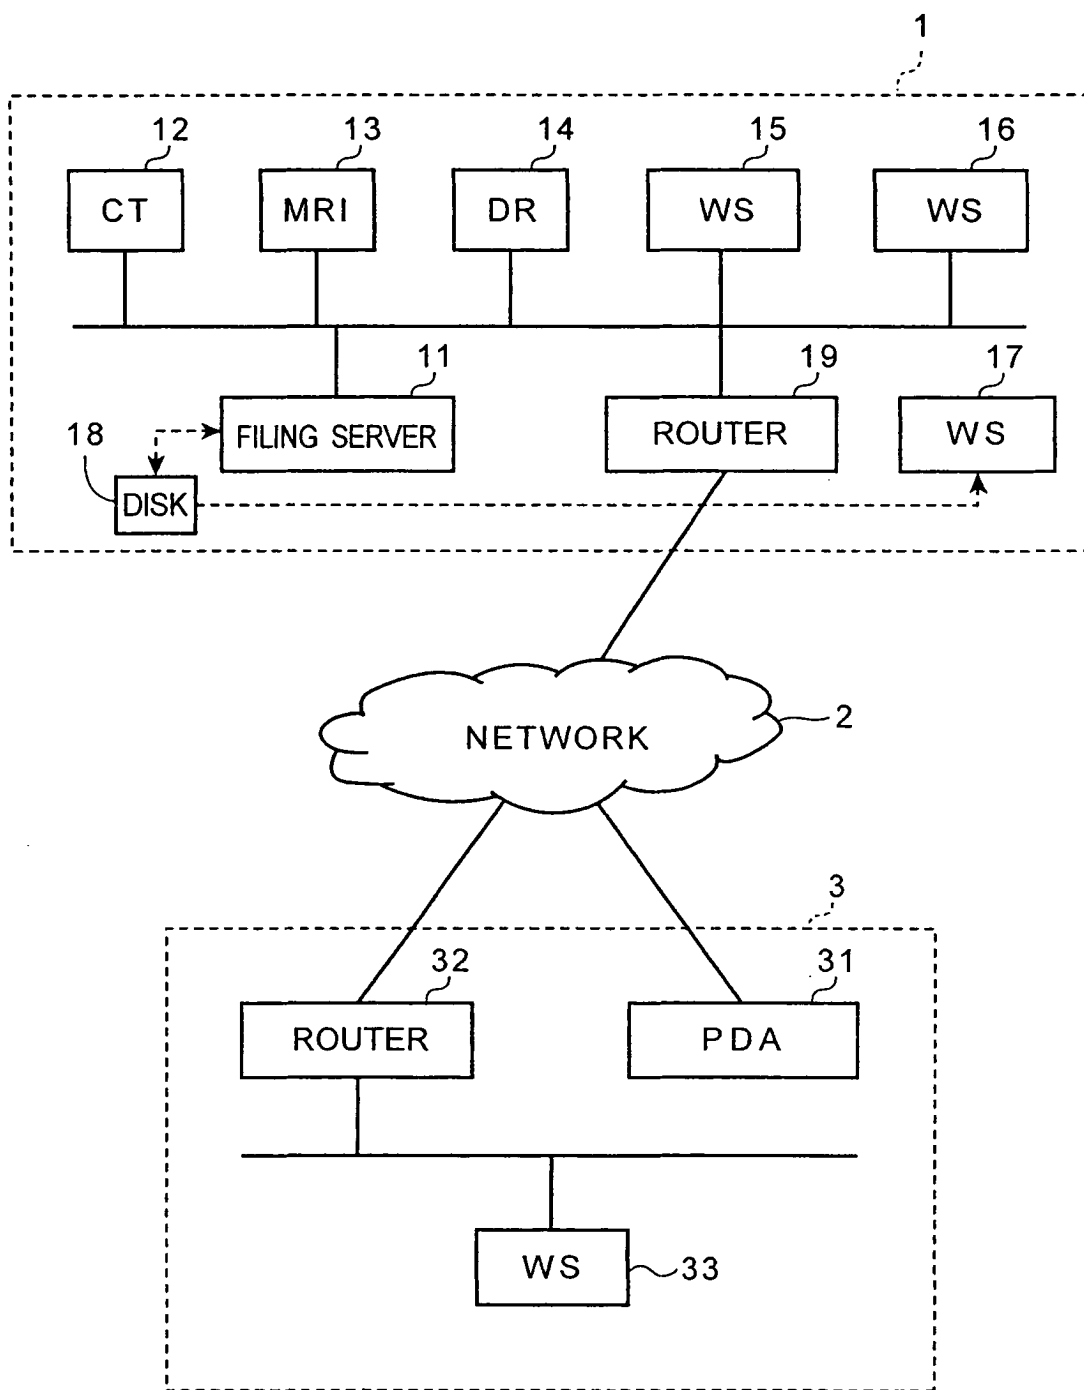 1
12 13 14 15 16
CT MRI DR WS WS
11 19 17
18 FILING SERVER ROUTER WS
DISK
NETWORK 2
3
32 31
ROUTER PDA
WS 33